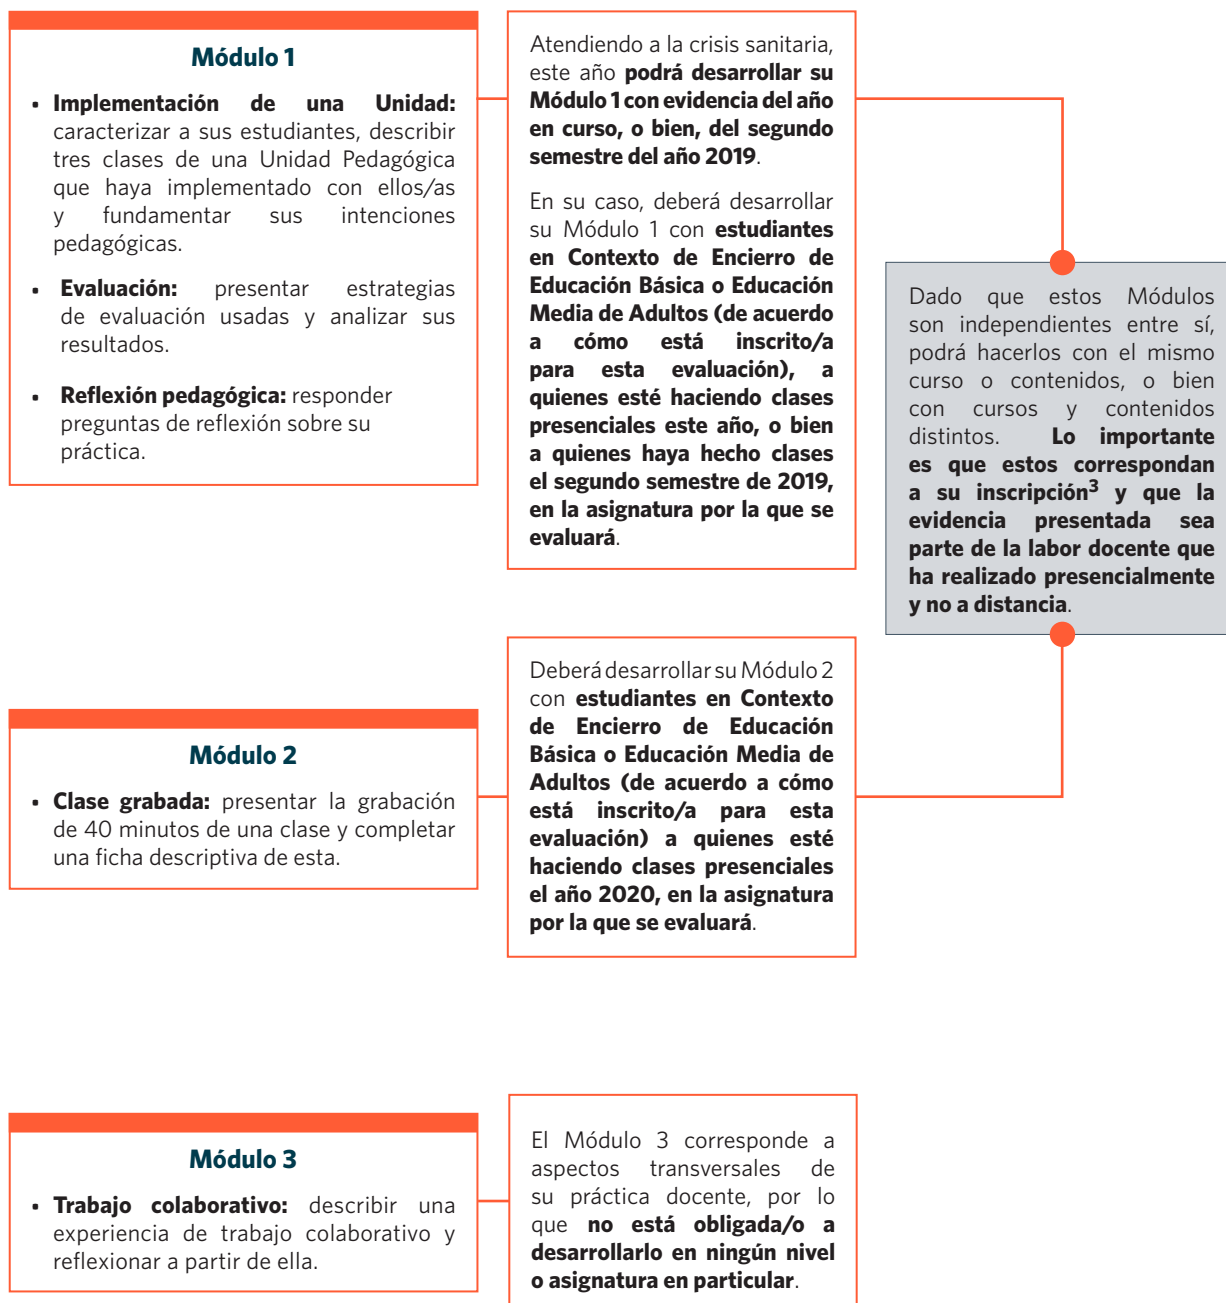 Módulo 1
• Implementación de una Unidad:
caracterizar a sus estudiantes, describir
tres clases de una Unidad Pedagógica
que haya implementado con ellos/as
y fundamentar sus intenciones
pedagógicas.
• Evaluación: presentar estrategias
de evaluación usadas y analizar sus
resultados.
• Reflexión pedagógica: responder
preguntas de reflexión sobre su
práctica.
Atendiendo a la crisis sanitaria,
este año podrá desarrollar su
Módulo 1 con evidencia del año
en curso, o bien, del segundo
semestre del año 2019.
En su caso, deberá desarrollar
su Módulo 1 con estudiantes
en Contexto de Encierro de
Educación Básica o Educación
Media de Adultos (de acuerdo
a cómo está inscrito/a
para esta evaluación), a
quienes esté haciendo clases
presenciales este año, o bien
a quienes haya hecho clases
el segundo semestre de 2019,
en la asignatura por la que se
evaluará.
Dado que estos Módulos
son independientes entre sí,
podrá hacerlos con el mismo
curso o contenidos, o bien
con cursos y contenidos
distintos. Lo importante
es que estos correspondan
a su inscripción³ y que la
evidencia presentada sea
parte de la labor docente que
ha realizado presencialmente
y no a distancia.
Módulo 2
• Clase grabada: presentar la grabación
de 40 minutos de una clase y completar
una ficha descriptiva de esta.
Deberá desarrollar su Módulo 2
con estudiantes en Contexto
de Encierro de Educación
Básica o Educación Media de
Adultos (de acuerdo a cómo
está inscrito/a para esta
evaluación) a quienes esté
haciendo clases presenciales
el año 2020, en la asignatura
por la que se evaluará.
Módulo 3
• Trabajo colaborativo: describir una
experiencia de trabajo colaborativo y
reflexionar a partir de ella.
El Módulo 3 corresponde a
aspectos transversales de
su práctica docente, por lo
que no está obligada/o a
desarrollarlo en ningún nivel
o asignatura en particular.